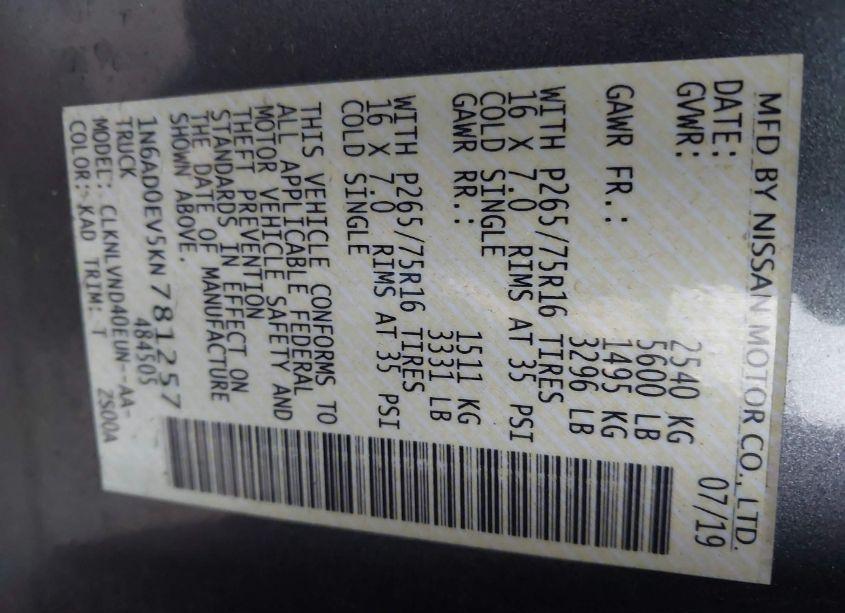 MFD BY NISSAN MOTOR CO., LTD.
DATE: 07/19
GVWR: 2540 KG
5600 LB
GAWR FR.: 1495 KG
3296 LB
WITH P265/75R16 TIRES
16 X 7.0 RIMS AT 35 PSI
COLD SINGLE
GAWR RR.: 1511 KG
3331 LB
WITH P265/75R16 TIRES
16 X 7.0 RIMS AT 35 PSI
COLD SINGLE
THIS VEHICLE CONFORMS TO
ALL APPLICABLE FEDERAL
MOTOR VEHICLE SAFETY AND
THEFT PREVENTION
STANDARDS IN EFFECT ON
THE DATE OF MANUFACTURE
SHOWN ABOVE.
1N6AD0EV5KN781257
TRUCK 484505
MODEL: CLKNLVND40EUN--AA-
COLOR: KAD TRIM: T ZS00A